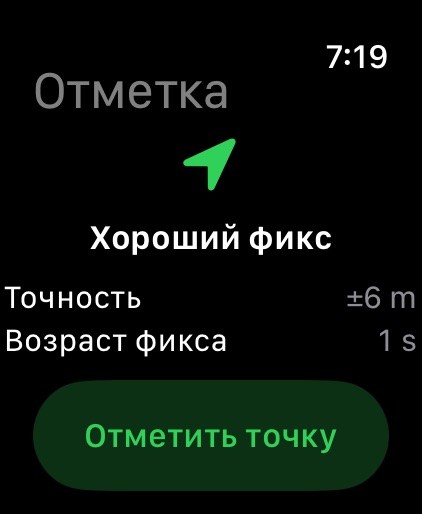 7:19
Отметка
Хороший фикс
Точность ±6 m
Возраст фикса 1 s
Отметить точку